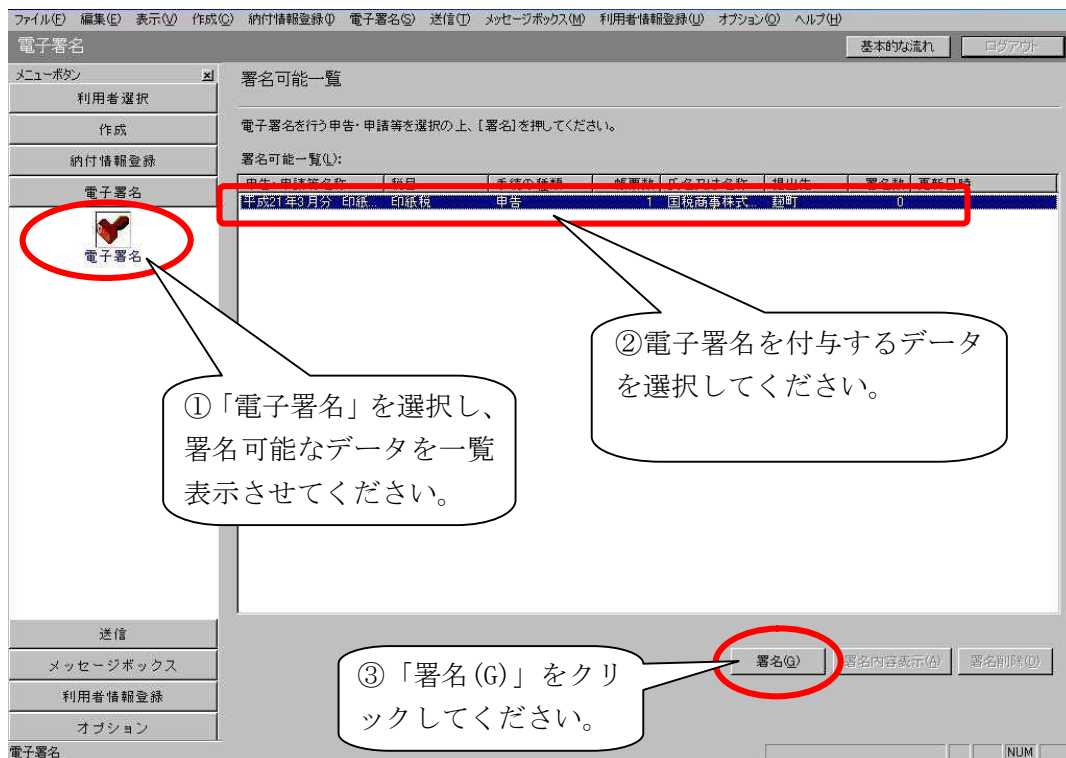 ファイル(F) 編集(E) 表示(V) 作成(C) 納付情報登録(I) 電子署名(S) 送信(T) メッセージボックス(M) 利用者情報登録(U) オプション(O) ヘルプ(H)
電子署名 基本的な流れ ログアウト
メニューボタン
利用者選択
作成
納付情報登録
電子署名
電子署名
署名可能一覧
電子署名を行う申告・申請等を選択の上、[署名]を押してください。
署名可能一覧(L):
申告・申請等名称 税目 手続の種類 帳票数 氏名又は名称 提出先 署名数 更新日時
平成21年3月分 印紙... 印紙税 申告 1 国税商事株式... 麹町 0
①「電子署名」を選択し、
署名可能なデータを一覧
表示させてください。
②電子署名を付与するデータ
を選択してください。
③「署名(G)」をクリ
ックしてください。
署名(G) 署名内容表示(A) 署名削除(D)
送信
メッセージボックス
利用者情報登録
オプション
電子署名 NUM